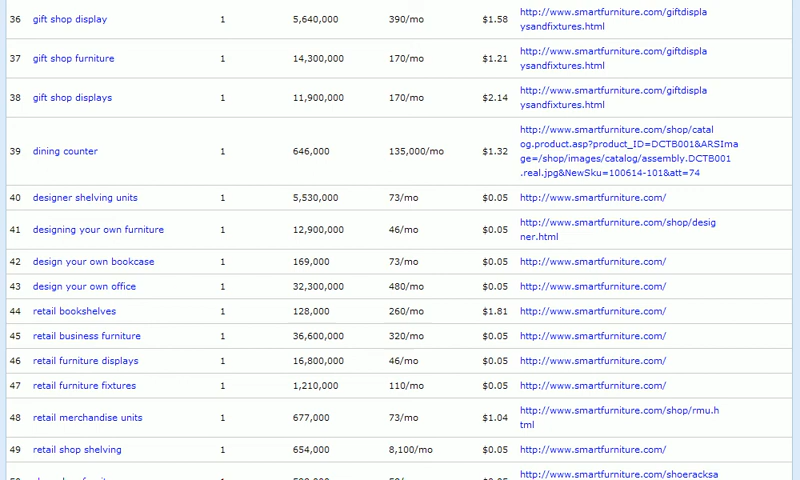 36 gift shop display 1 5,640,000 390/mo $1.58 http://www.smartfurniture.com/giftdispla
ysandfixtures.html
37 gift shop furniture 1 14,300,000 170/mo $1.21 http://www.smartfurniture.com/giftdispla
ysandfixtures.html
38 gift shop displays 1 11,900,000 170/mo $2.14 http://www.smartfurniture.com/giftdispla
ysandfixtures.html
39 dining counter 1 646,000 135,000/mo $1.32 http://www.smartfurniture.com/shop/catal
og.product.asp?product_ID=DCTB001&ARSIma
ge=/shop/images/catalog/assembly.DCTB001
.real.jpg&NewSku=100614-101&att=74
40 designer shelving units 1 5,530,000 73/mo $0.05 http://www.smartfurniture.com/
41 designing your own furniture 1 12,900,000 46/mo $0.05 http://www.smartfurniture.com/shop/desig
ner.html
42 design your own bookcase 1 169,000 73/mo $0.05 http://www.smartfurniture.com/
43 design your own office 1 32,300,000 480/mo $0.05 http://www.smartfurniture.com/
44 retail bookshelves 1 128,000 260/mo $1.81 http://www.smartfurniture.com/
45 retail business furniture 1 36,600,000 320/mo $0.05 http://www.smartfurniture.com/
46 retail furniture displays 1 16,800,000 46/mo $0.05 http://www.smartfurniture.com/
47 retail furniture fixtures 1 1,210,000 110/mo $0.05 http://www.smartfurniture.com/
48 retail merchandise units 1 677,000 73/mo $1.04 http://www.smartfurniture.com/shop/rmu.h
tml
49 retail shop shelving 1 654,000 8,100/mo $0.05 http://www.smartfurniture.com/
http://www.smartfurniture.com/shoeracksa